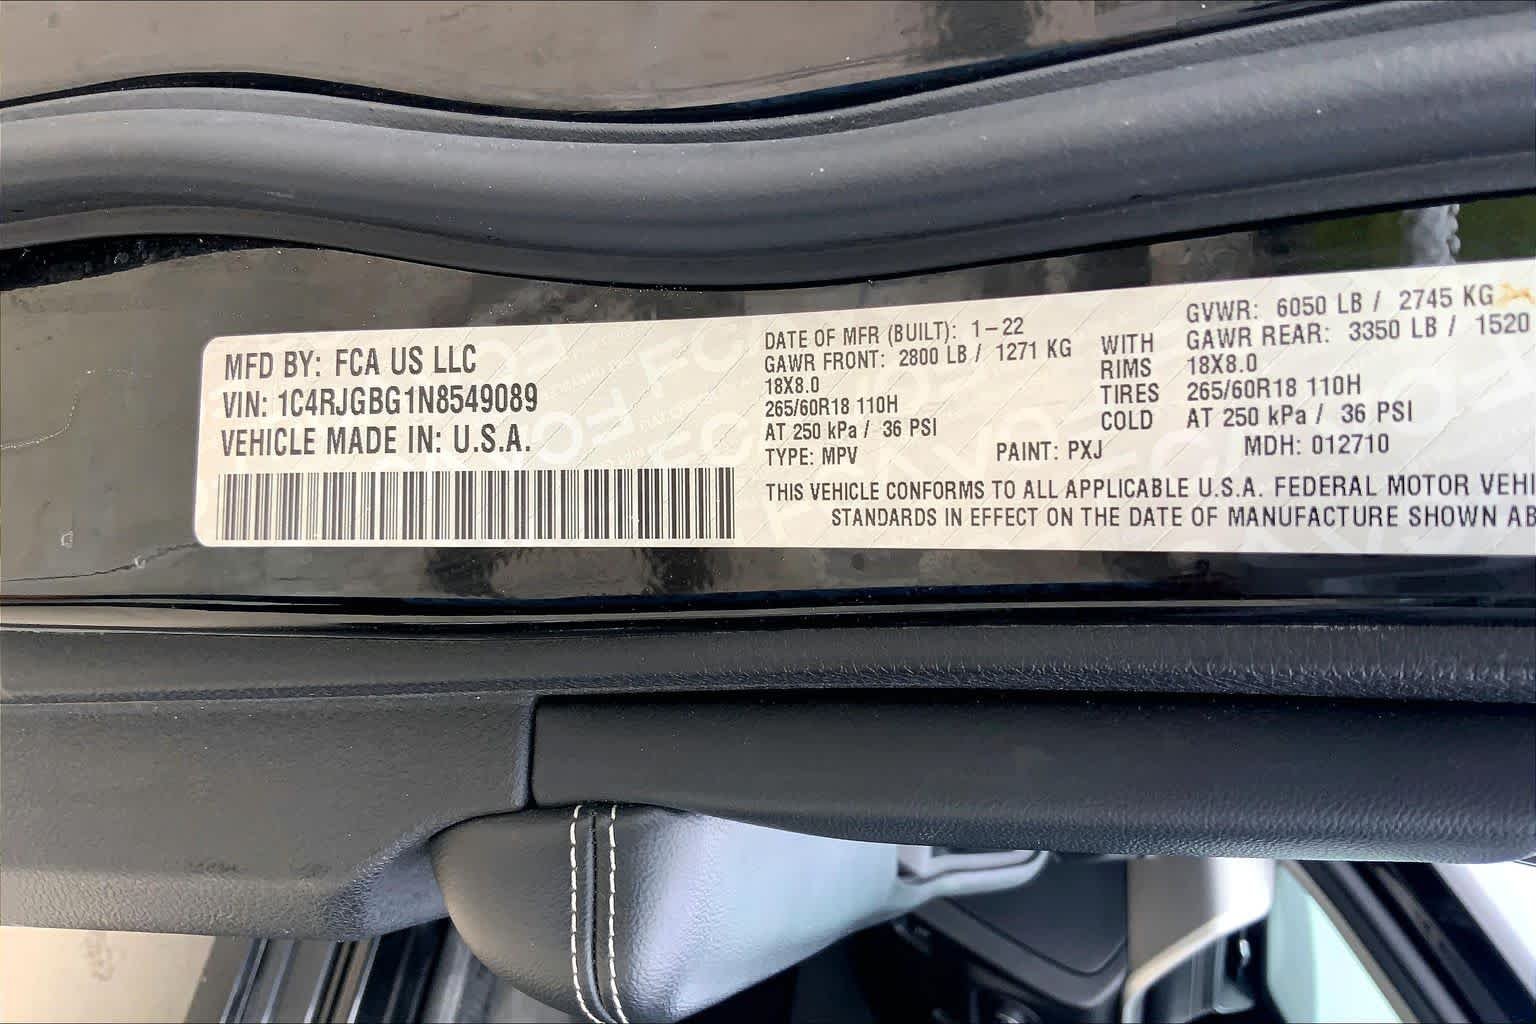 MFD BY: FCA US LLC
VIN: 1C4RJGBG1N8549089
VEHICLE MADE IN: U.S.A.
DATE OF MFR (BUILT): 1-22
GAWR FRONT: 2800 LB / 1271 KG
18X8.0
265/60R18 110H
AT 250 kPa / 36 PSI
TYPE: MPV
PAINT: PXJ
WITH
RIMS
TIRES
COLD
GVWR: 6050 LB / 2745 KG
GAWR REAR: 3350 LB / 1520
18X8.0
265/60R18 110H
AT 250 kPa / 36 PSI
MDH: 012710
THIS VEHICLE CONFORMS TO ALL APPLICABLE U.S.A. FEDERAL MOTOR VEHI
STANDARDS IN EFFECT ON THE DATE OF MANUFACTURE SHOWN AB